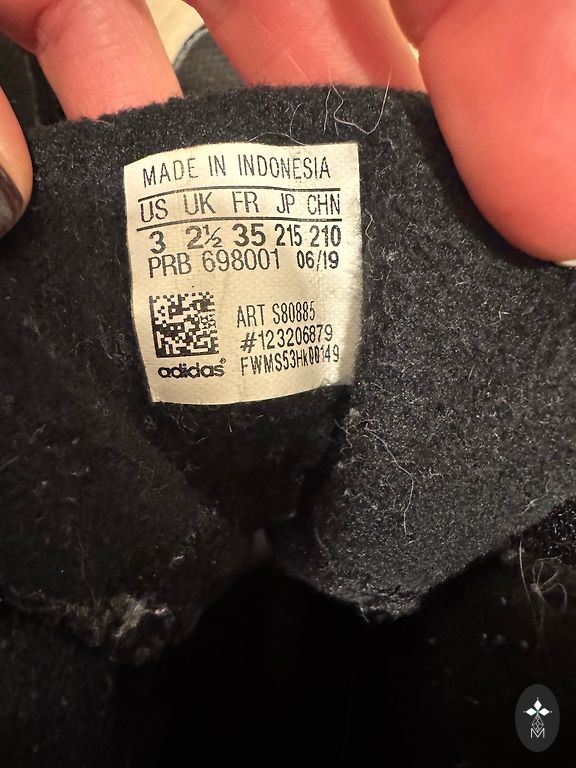 MADE IN INDONESIA
US UK FR JP CHN
3 2½ 35 215 210
PRB 698001 06/19
ART S80885
#123206879
FWMS53Hk00149
adidas®
M